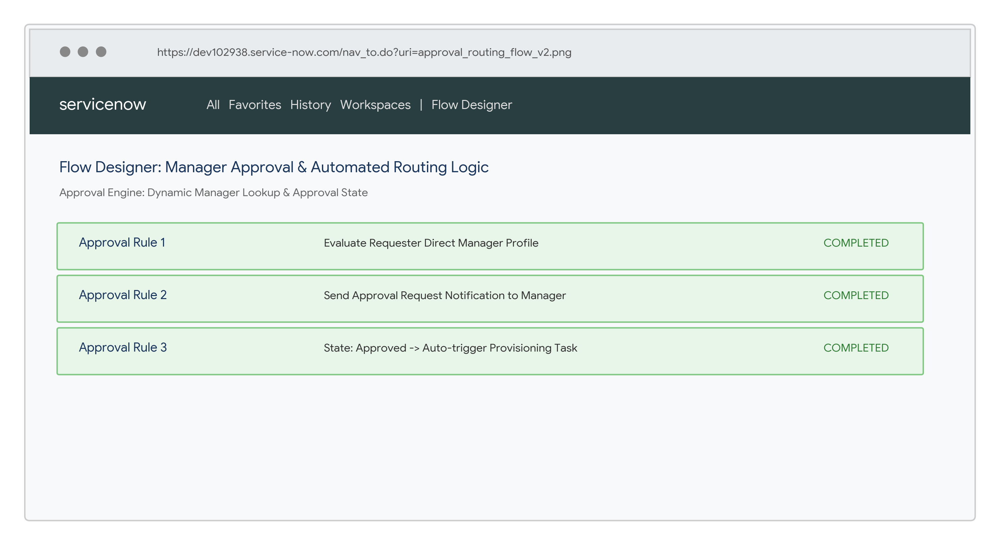 https://dev102938.service-now.com/nav_to.do?uri=approval_routing_flow_v2.png
servicenow All Favorites History Workspaces | Flow Designer
Flow Designer: Manager Approval & Automated Routing Logic
Approval Engine: Dynamic Manager Lookup & Approval State
Approval Rule 1 Evaluate Requester Direct Manager Profile COMPLETED
Approval Rule 2 Send Approval Request Notification to Manager COMPLETED
Approval Rule 3 State: Approved -> Auto-trigger Provisioning Task COMPLETED